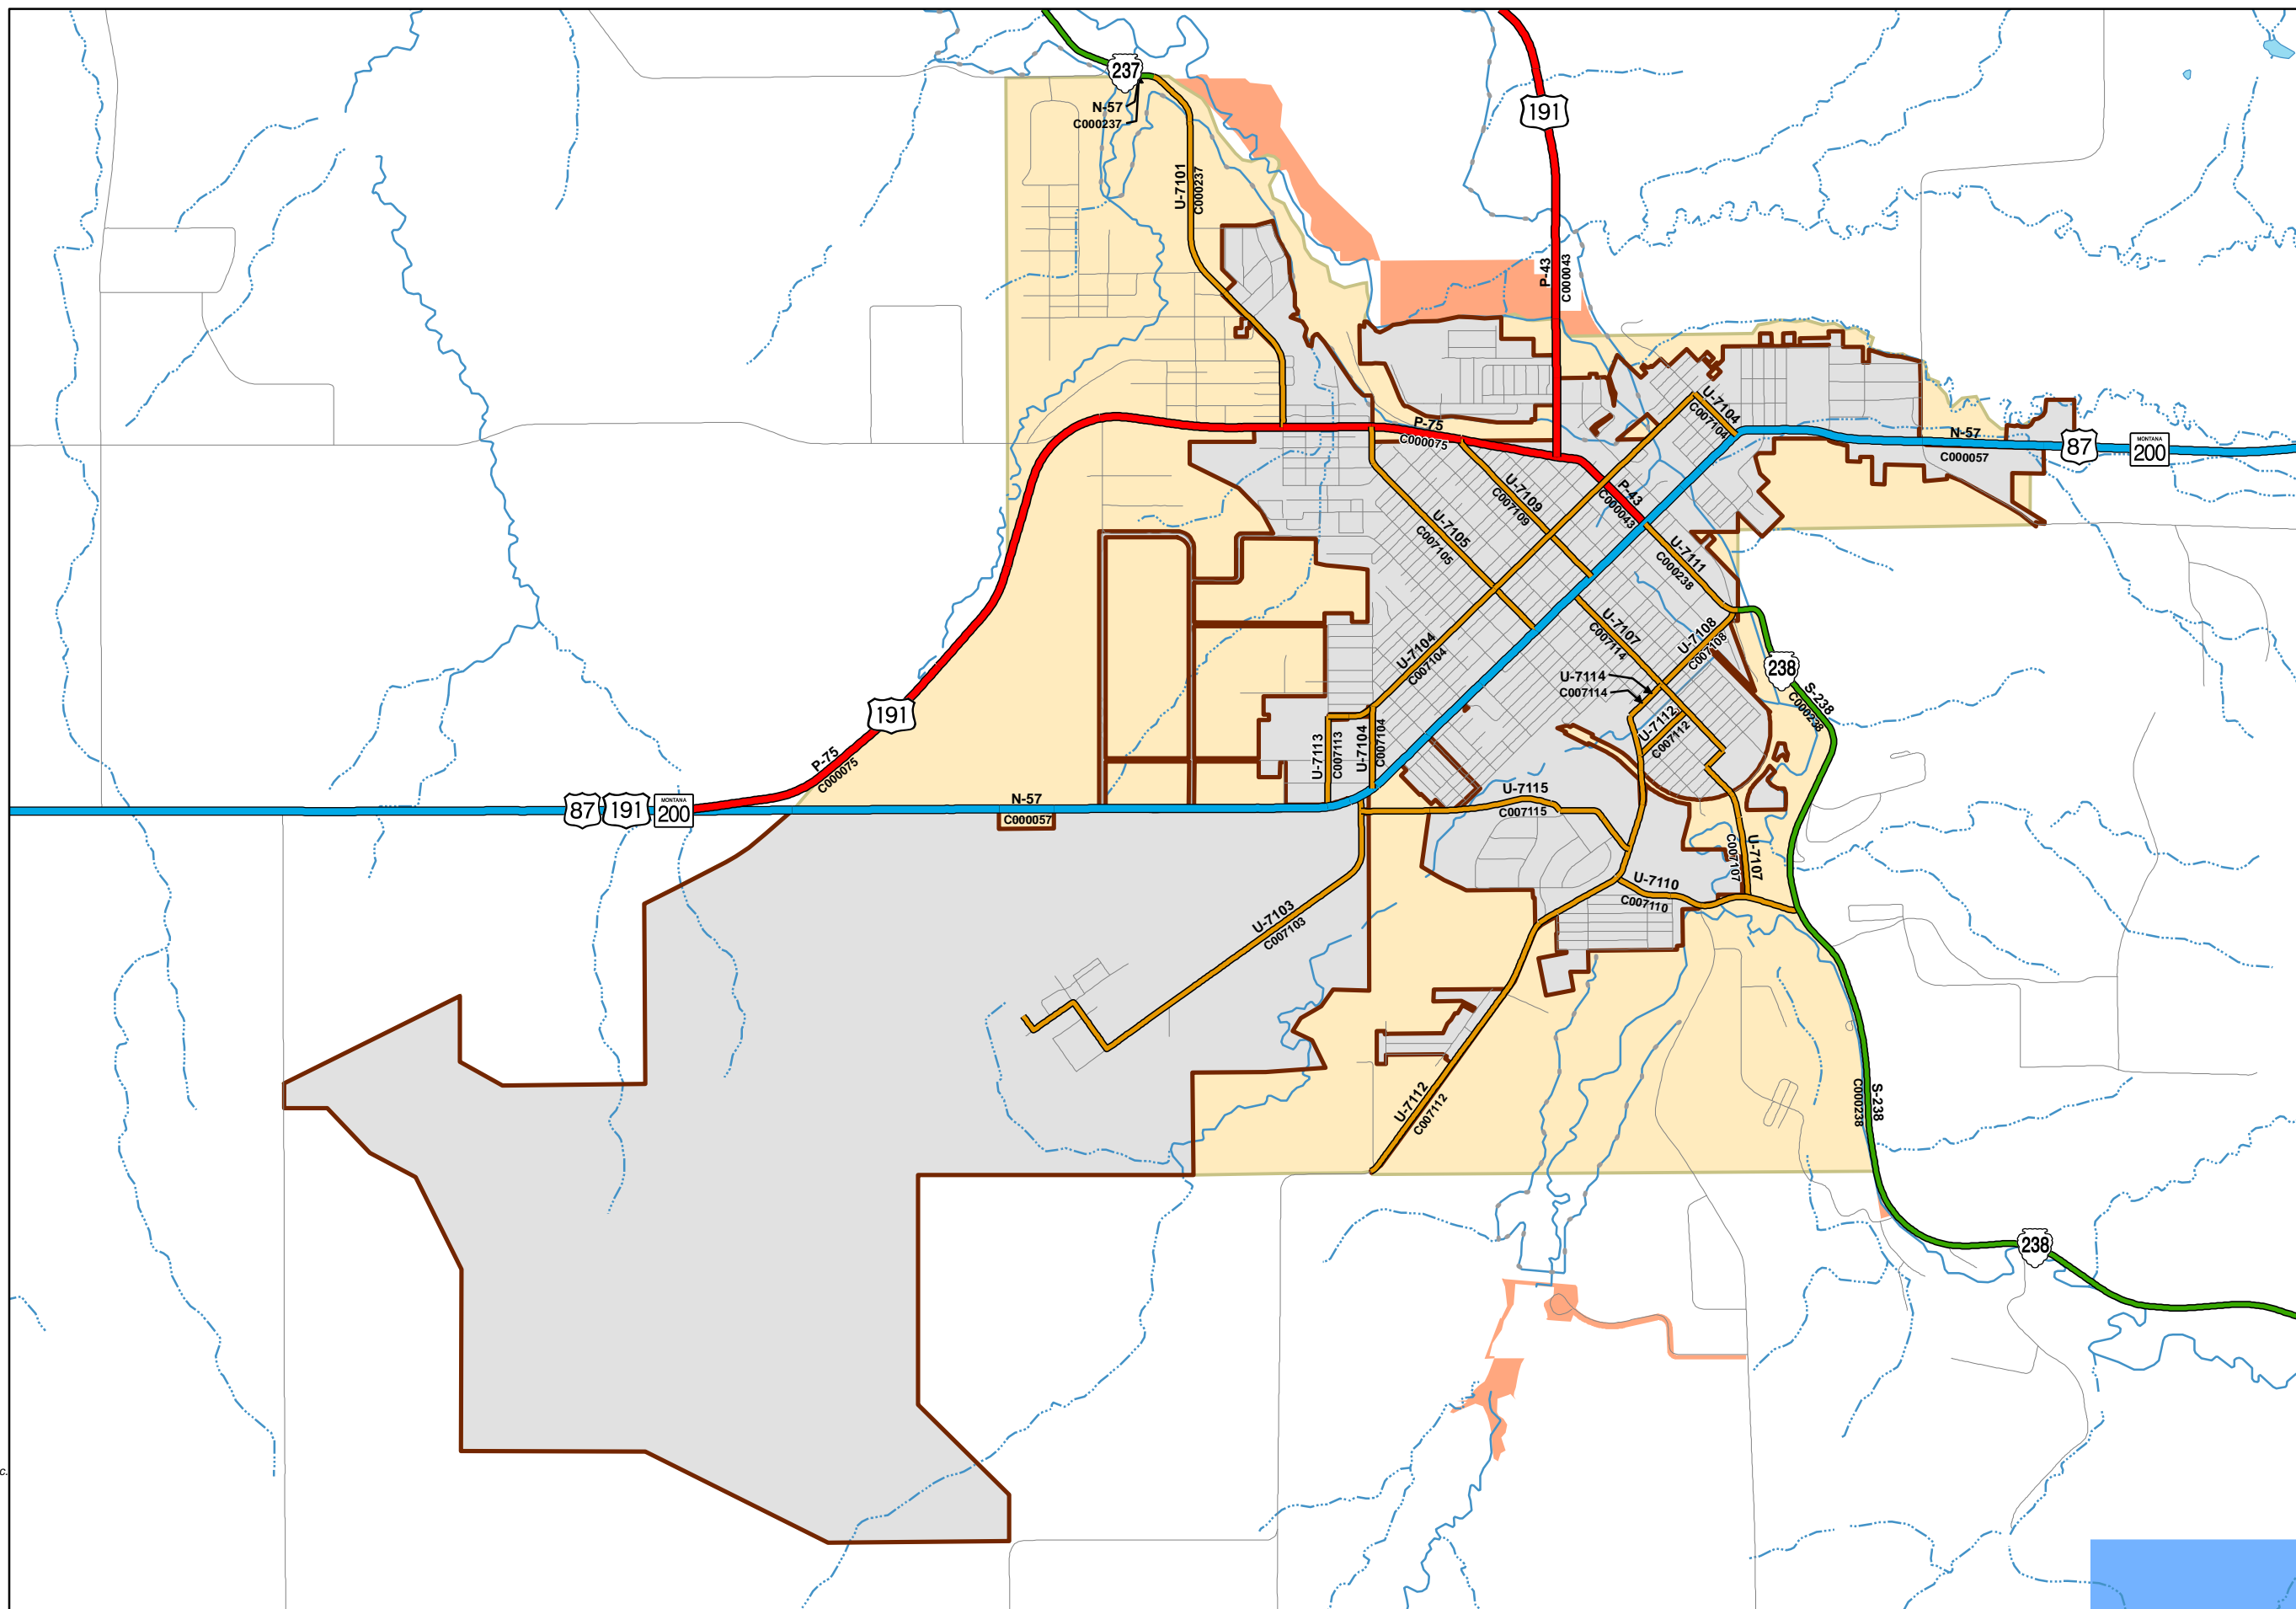 237
N-57
C000237
191
U-7101
C000237
P-43
C000043
U-7104
C007104
P-75
C000075
N-57
C000057
87
MONTANA
200
U-7109
C007109
P-43
C000043
U-7105
C007105
U-7111
C000238
U-7107
C007114
U-7108
C007108
U-7104
C007104
U-7114
C007114
238
S-238
C000238
191
U-7112
C007112
P-75
C000075
U-7113
C007113
U-7104
C007104
87
191
MONTANA
200
N-57
C000057
U-7115
C007115
U-7107
C007107
U-7110
C007110
U-7103
C007103
U-7112
C007112
S-238
C000238
238
c.